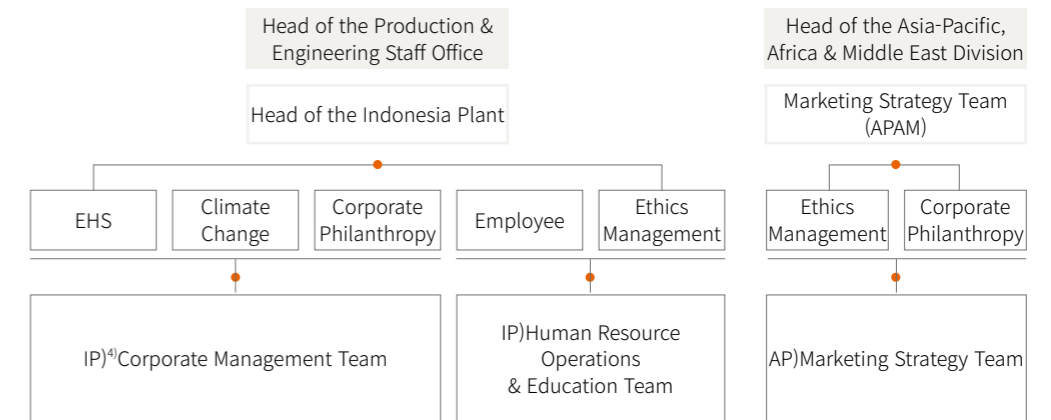 Head of the Production &
Engineering Staff Office
Head of the Asia-Pacific,
Africa & Middle East Division
Head of the Indonesia Plant
Marketing Strategy Team
(APAM)
EHS
Climate
Change
Corporate
Philanthropy
Employee
Ethics
Management
Ethics
Management
Corporate
Philanthropy
IP)4)Corporate Management Team
IP)Human Resource
Operations
& Education Team
AP)Marketing Strategy Team